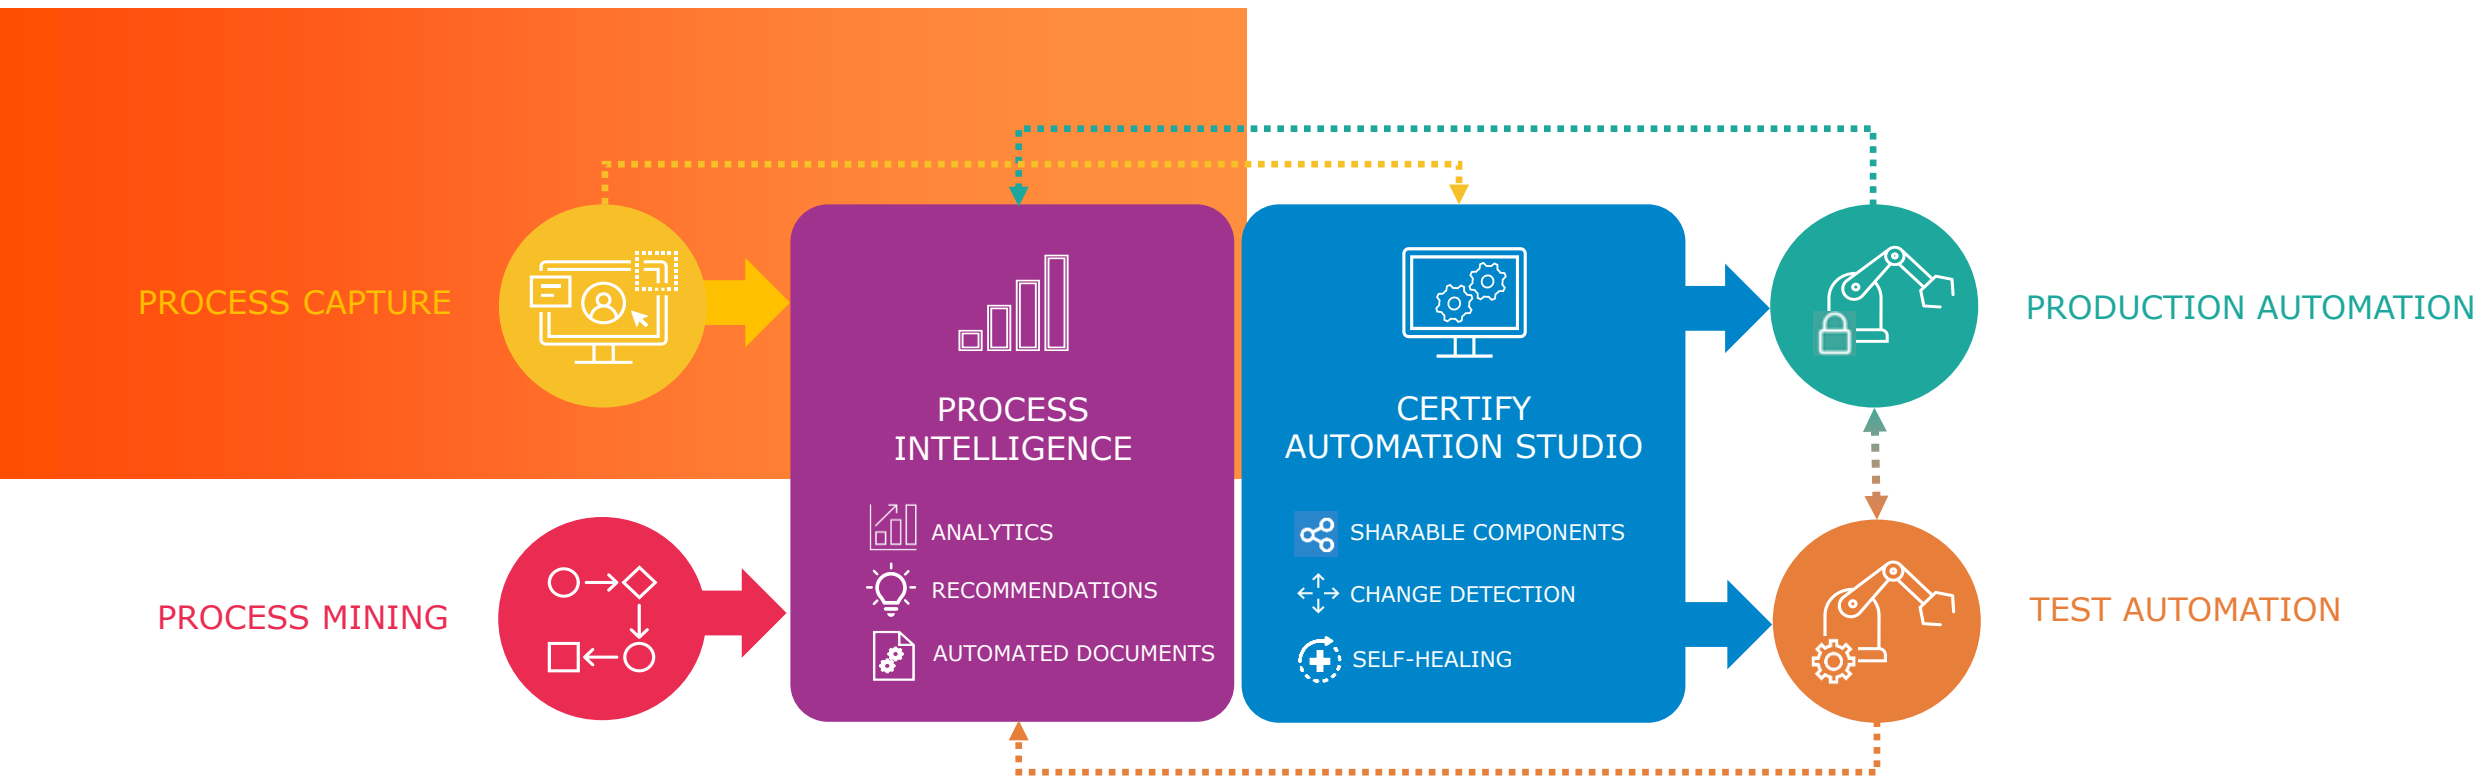 PROCESS CAPTURE
PROCESS MINING
PROCESS
INTELLIGENCE
ANALYTICS
RECOMMENDATIONS
AUTOMATED DOCUMENTS
CERTIFY
AUTOMATION STUDIO
SHARABLE COMPONENTS
CHANGE DETECTION
SELF-HEALING
PRODUCTION AUTOMATION
TEST AUTOMATION